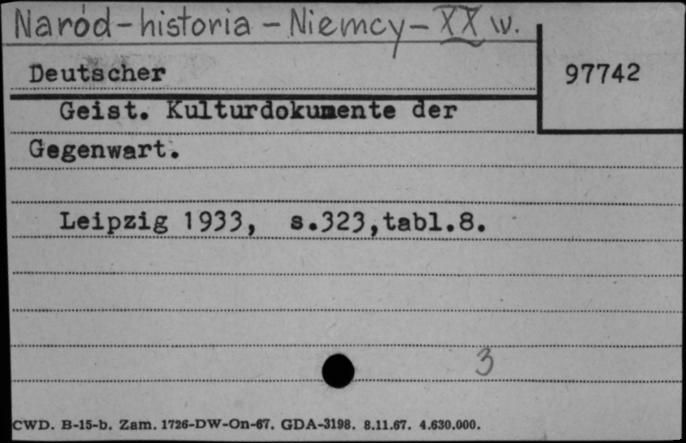 Naród - historia - Niemcy - XX w.
Deutscher 97742
Geist. Kulturdokumente der
Gegenwart.
Leipzig 1933, s.323,tabl.8.
3
CWD. B-15-b. Zam. 1726-DW-On-67. GDA-3198. 8.11.67. 4.630.000.